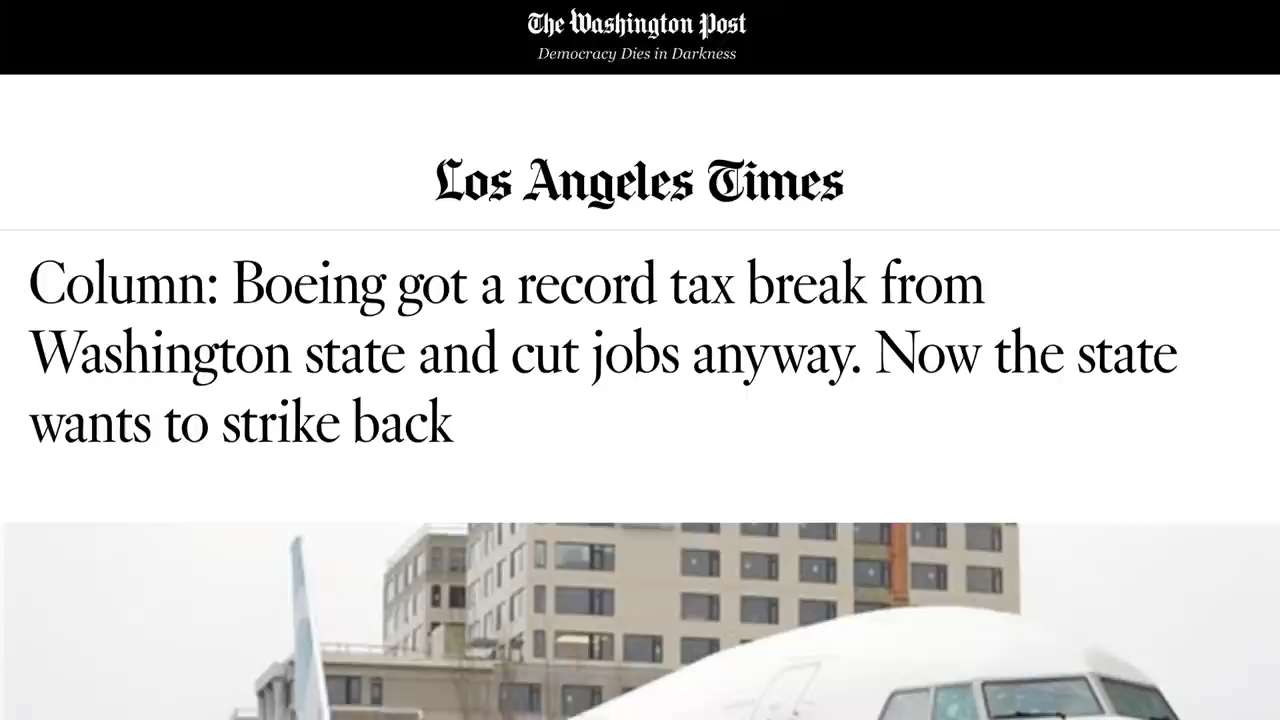 The Washington Post
Democracy Dies in Darkness
Los Angeles Times
Column: Boeing got a record tax break from
Washington state and cut jobs anyway. Now the state
wants to strike back